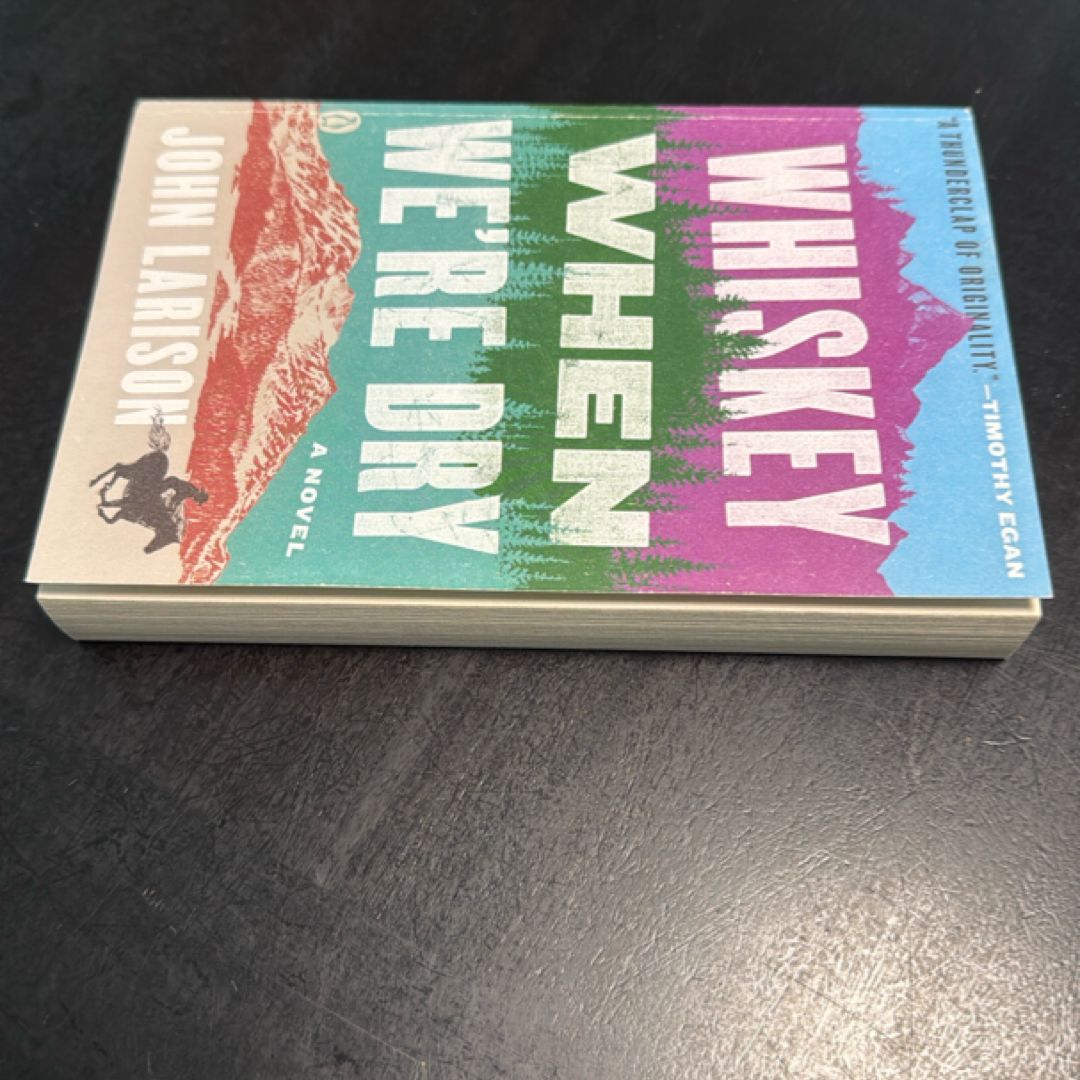 "A THUNDERCLAP OF ORIGINALITY." —TIMOTHY EGAN
WHISKEY
WHEN
WE'RE DRY
A NOVEL
JOHN LARISON